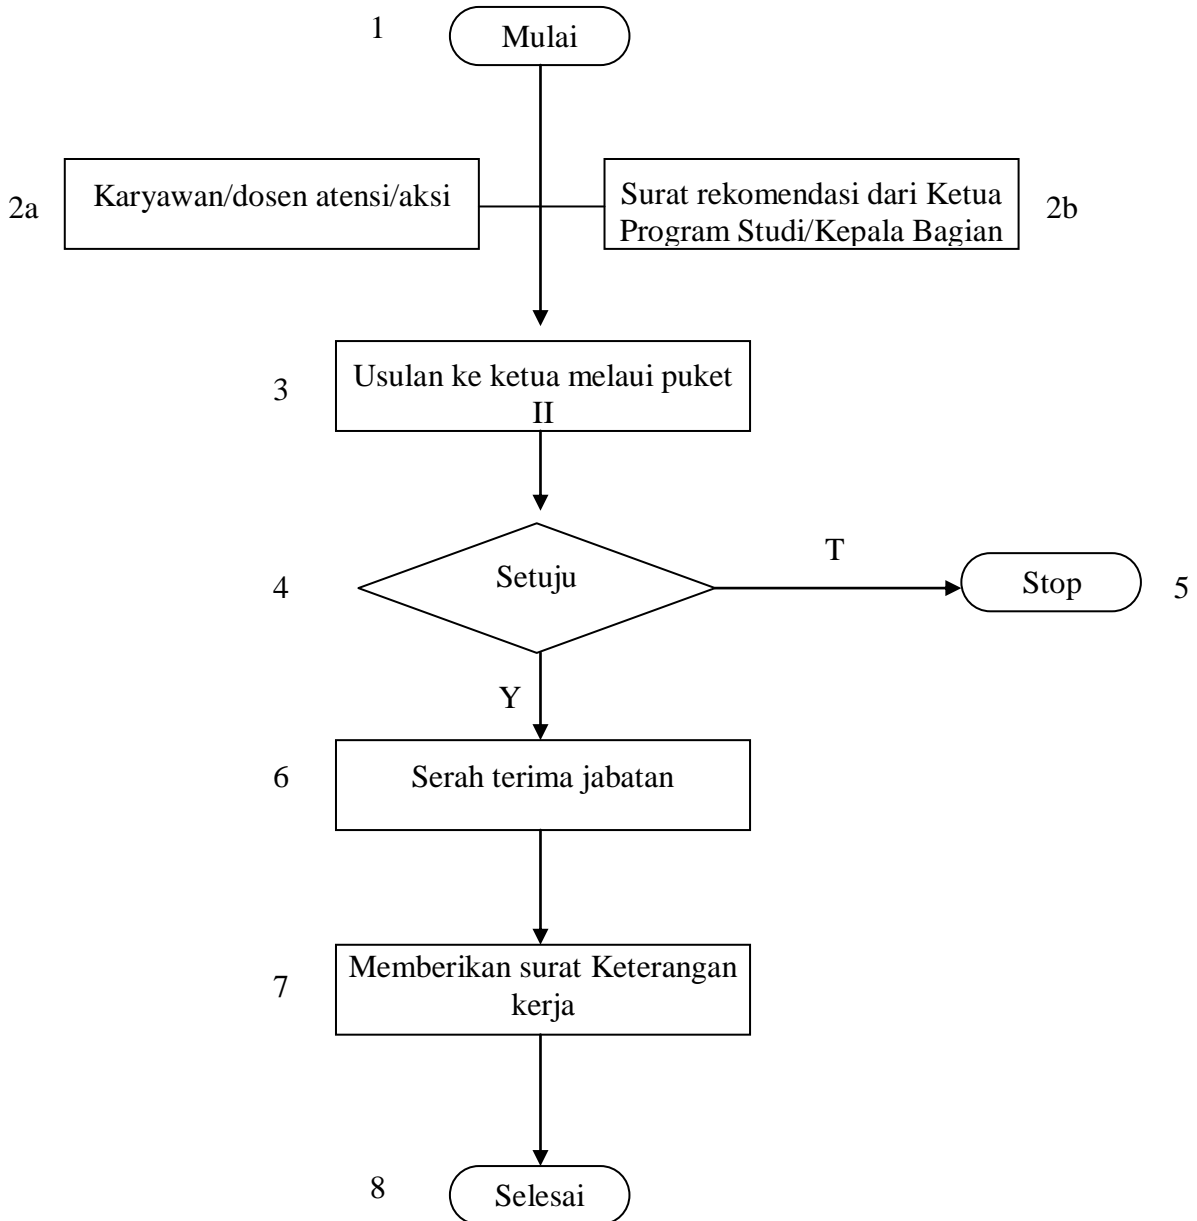 1
Mulai
2a
Karyawan/dosen atensi/aksi
Surat rekomendasi dari Ketua
Program Studi/Kepala Bagian
2b
3
Usulan ke ketua melaui puket
II
4
Setuju
T
Stop
5
Y
6
Serah terima jabatan
7
Memberikan surat Keterangan
kerja
8
Selesai